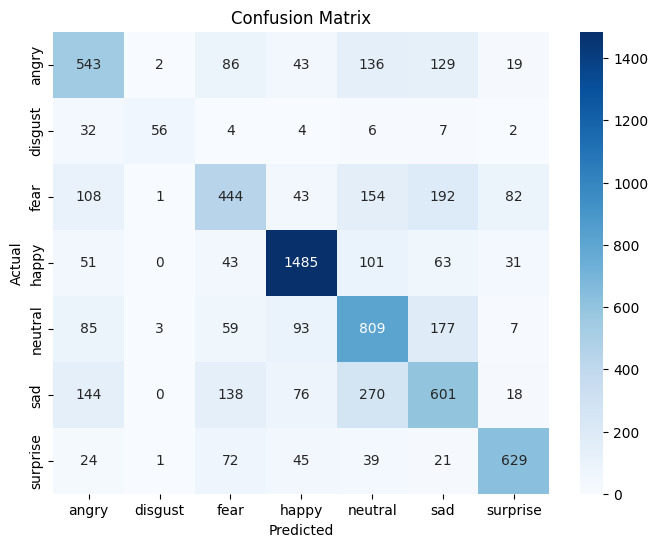 Confusion Matrix
angry 543 2 86 43 136 129 19
disgust 32 56 4 4 6 7 2
fear 108 1 444 43 154 192 82
happy 51 0 43 1485 101 63 31
neutral 85 3 59 93 809 177 7
sad 144 0 138 76 270 601 18
surprise 24 1 72 45 39 21 629
Actual
angry disgust fear happy neutral sad surprise
Predicted
1400
1200
1000
800
600
400
200
0